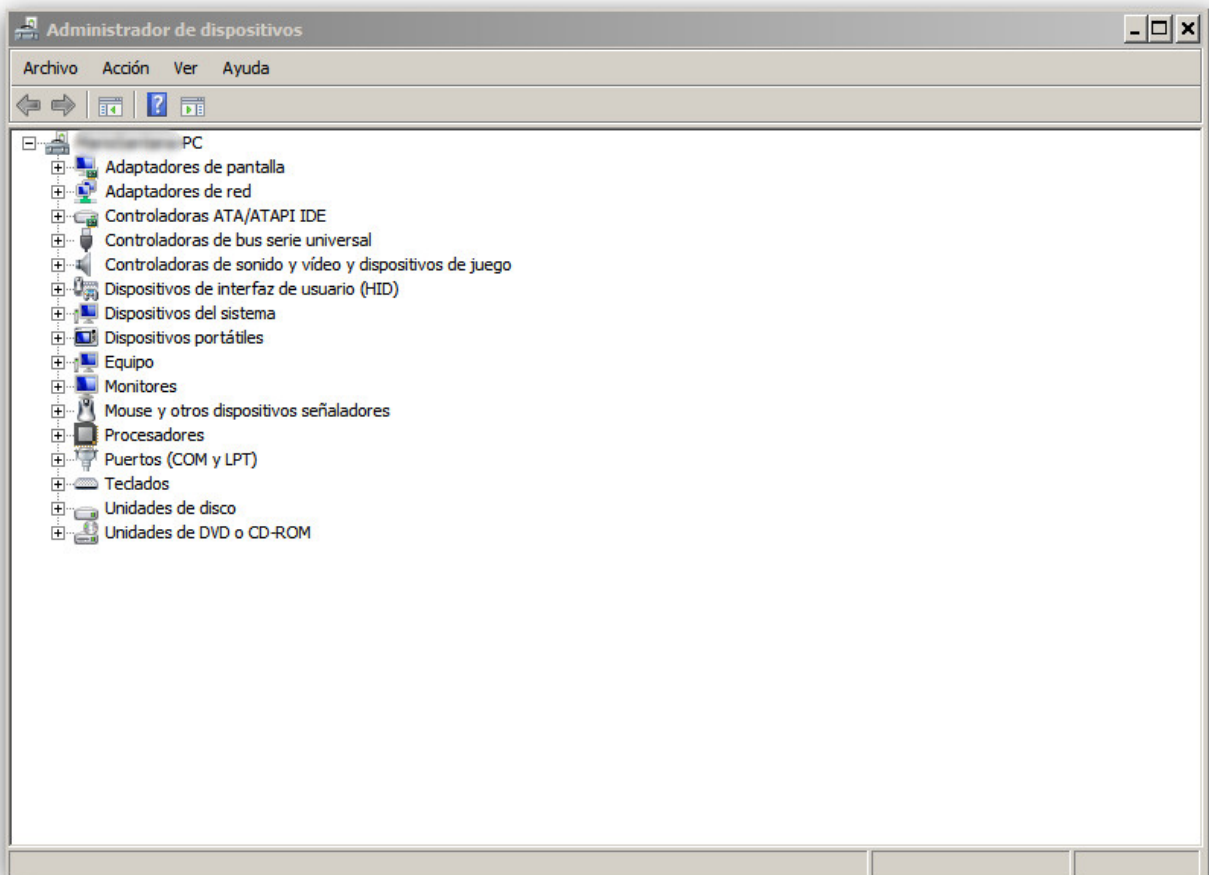 Administrador de dispositivos
Archivo Acción Ver Ayuda
PC
Adaptadores de pantalla
Adaptadores de red
Controladoras ATA/ATAPI IDE
Controladoras de bus serie universal
Controladoras de sonido y vídeo y dispositivos de juego
Dispositivos de interfaz de usuario (HID)
Dispositivos del sistema
Dispositivos portátiles
Equipo
Monitores
Mouse y otros dispositivos señaladores
Procesadores
Puertos (COM y LPT)
Teclados
Unidades de disco
Unidades de DVD o CD-ROM